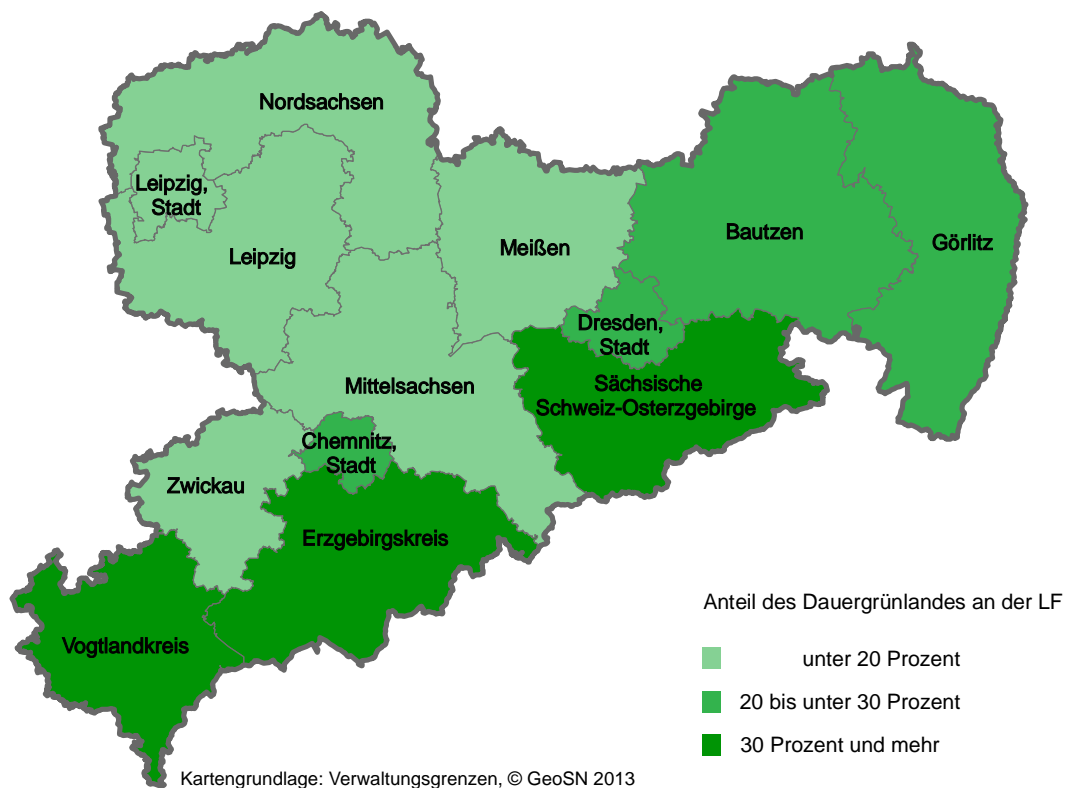 Nordsachsen
Leipzig,
Stadt
Leipzig
Meißen
Bautzen
Görlitz
Dresden,
Stadt
Mittelsachsen
Sächsische
Schweiz-Osterzgebirge
Chemnitz,
Stadt
Zwickau
Erzgebirgskreis
Vogtlandkreis
Anteil des Dauergrünlandes an der LF
unter 20 Prozent
20 bis unter 30 Prozent
30 Prozent und mehr
Kartengrundlage: Verwaltungsgrenzen, © GeoSN 2013